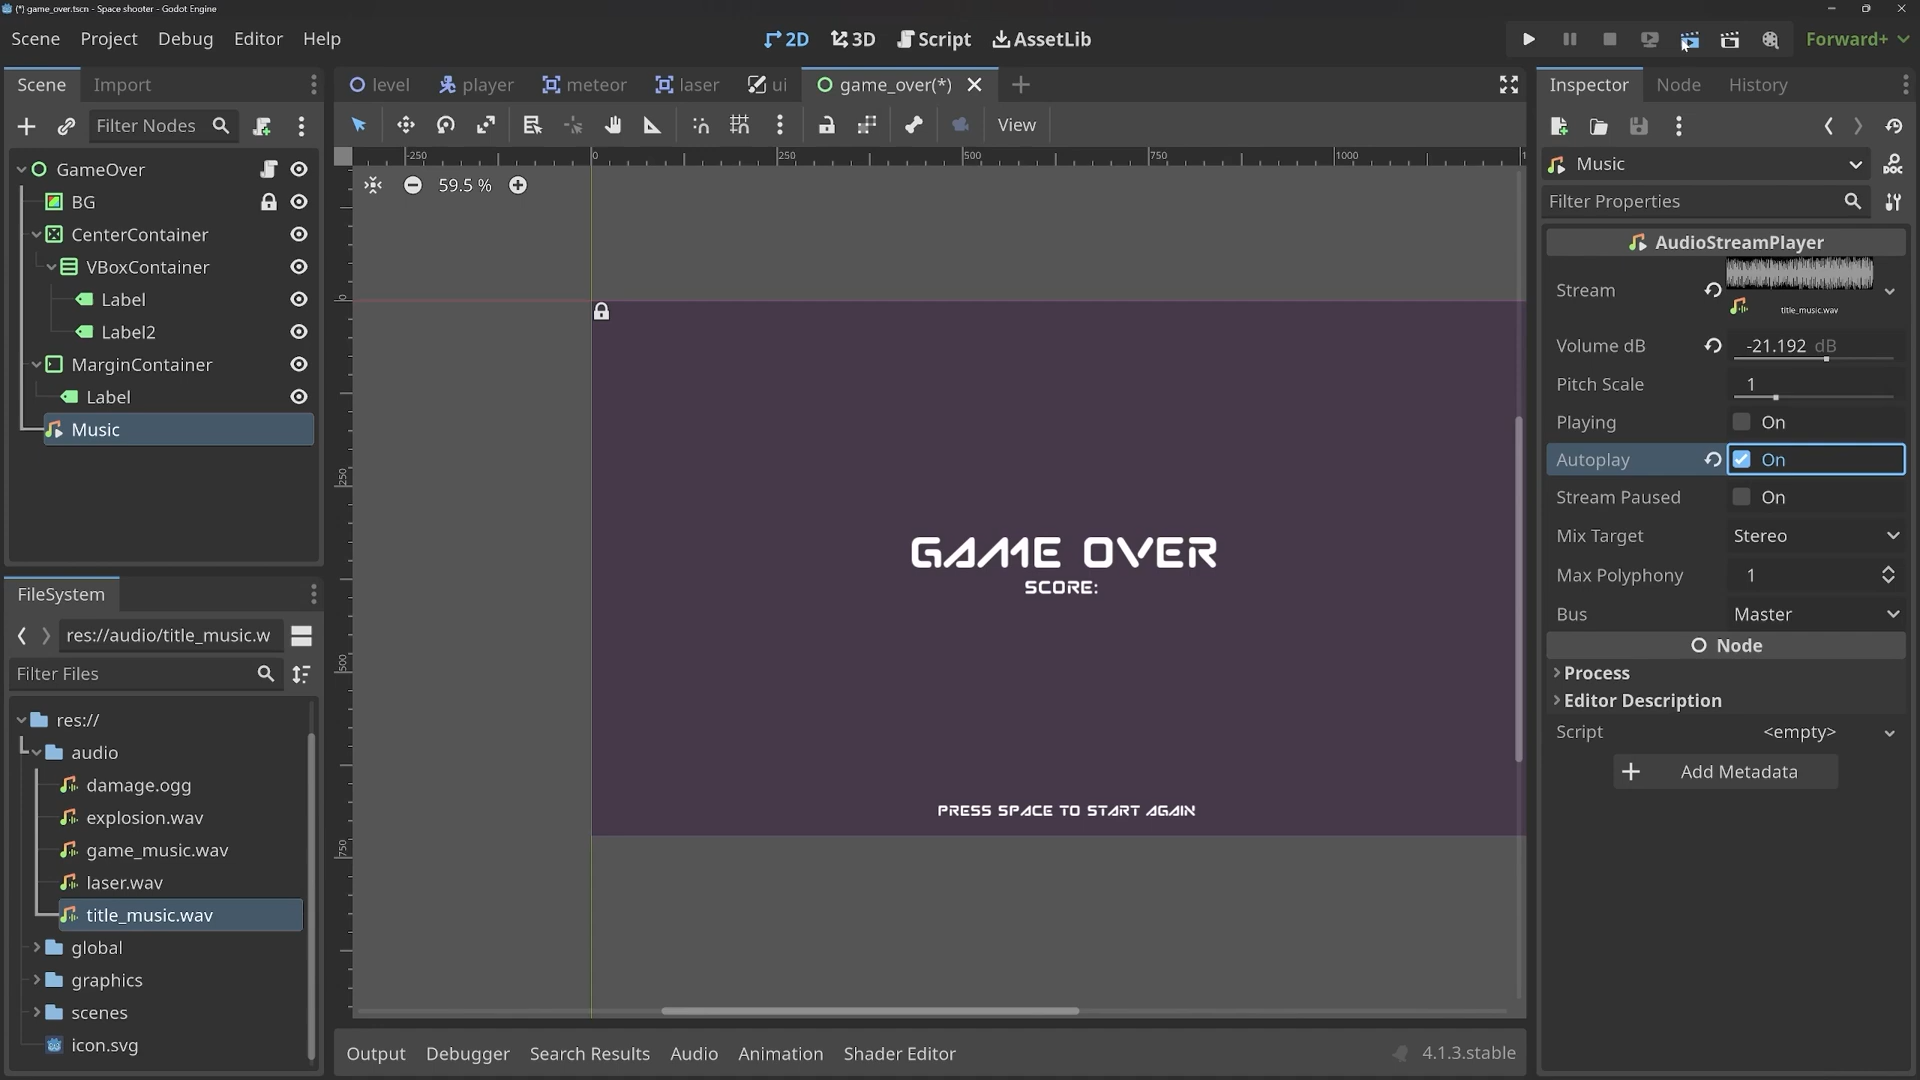 (*) game_over.tscn - Space shooter - Godot Engine
Scene Project Debug Editor Help
2D 3D Script AssetLib
Forward+
Scene Import
level player meteor laser ui game_over(*)
Inspector Node History
Filter Nodes
View
GameOver
BG
CenterContainer
VBoxContainer
Label
Label2
MarginContainer
Label
Music
-250 0 250 500 750 1000
59.5 %
0
250
500
750
GAME OVER
SCORE:
PRESS SPACE TO START AGAIN
Music
Filter Properties
AudioStreamPlayer
Stream
title_music.wav
Volume dB -21.192 dB
Pitch Scale 1
Playing On
Autoplay On
Stream Paused On
Mix Target Stereo
Max Polyphony 1
Bus Master
Node
Process
Editor Description
Script <empty>
Add Metadata
DOC
FileSystem
res://audio/title_music.w
Filter Files
res://
audio
damage.ogg
explosion.wav
game_music.wav
laser.wav
title_music.wav
global
graphics
scenes
icon.svg
Output Debugger Search Results Audio Animation Shader Editor
4.1.3.stable